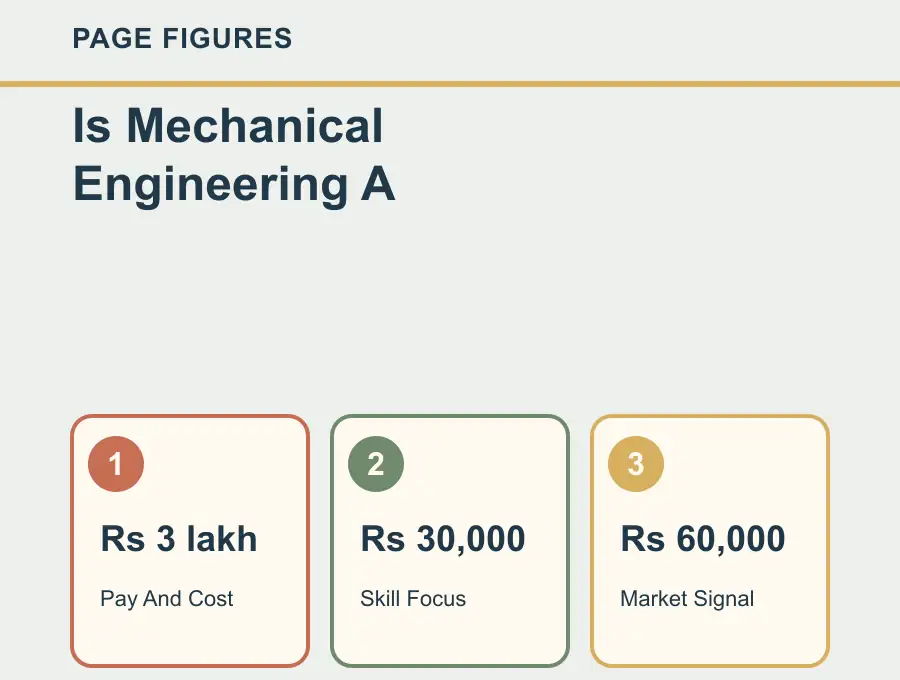 PAGE FIGURES
Is Mechanical
Engineering A
1
Rs 3 lakh
Pay And Cost
2
Rs 30,000
Skill Focus
3
Rs 60,000
Market Signal